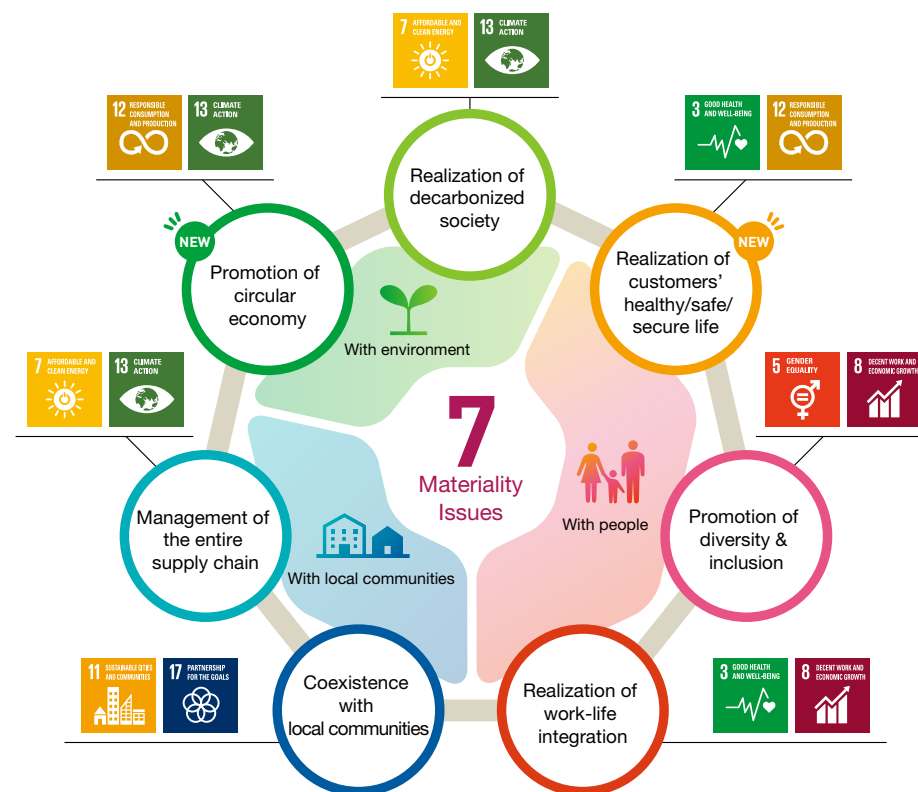 7 AFFORDABLE AND
CLEAN ENERGY
13 CLIMATE
ACTION
Realization of
decarbonized
society
12 RESPONSIBLE
CONSUMPTION
AND PRODUCTION
13 CLIMATE
ACTION
NEW
Promotion of
circular
economy
3 GOOD HEALTH
AND WELL-BEING
12 RESPONSIBLE
CONSUMPTION
AND PRODUCTION
NEW
Realization of
customers’
healthy/safe/
secure life
With environment
7 AFFORDABLE AND
CLEAN ENERGY
13 CLIMATE
ACTION
Management of
the entire
supply chain
7
Materiality
Issues
5 GENDER
EQUALITY
8 DECENT WORK AND
ECONOMIC GROWTH
Promotion of
diversity &
inclusion
With people
With local communities
11 SUSTAINABLE CITIES
AND COMMUNITIES
17 PARTNERSHIP
FOR THE GOALS
Coexistence
with
local communities
Realization of
work-life
integration
3 GOOD HEALTH
AND WELL-BEING
8 DECENT WORK AND
ECONOMIC GROWTH